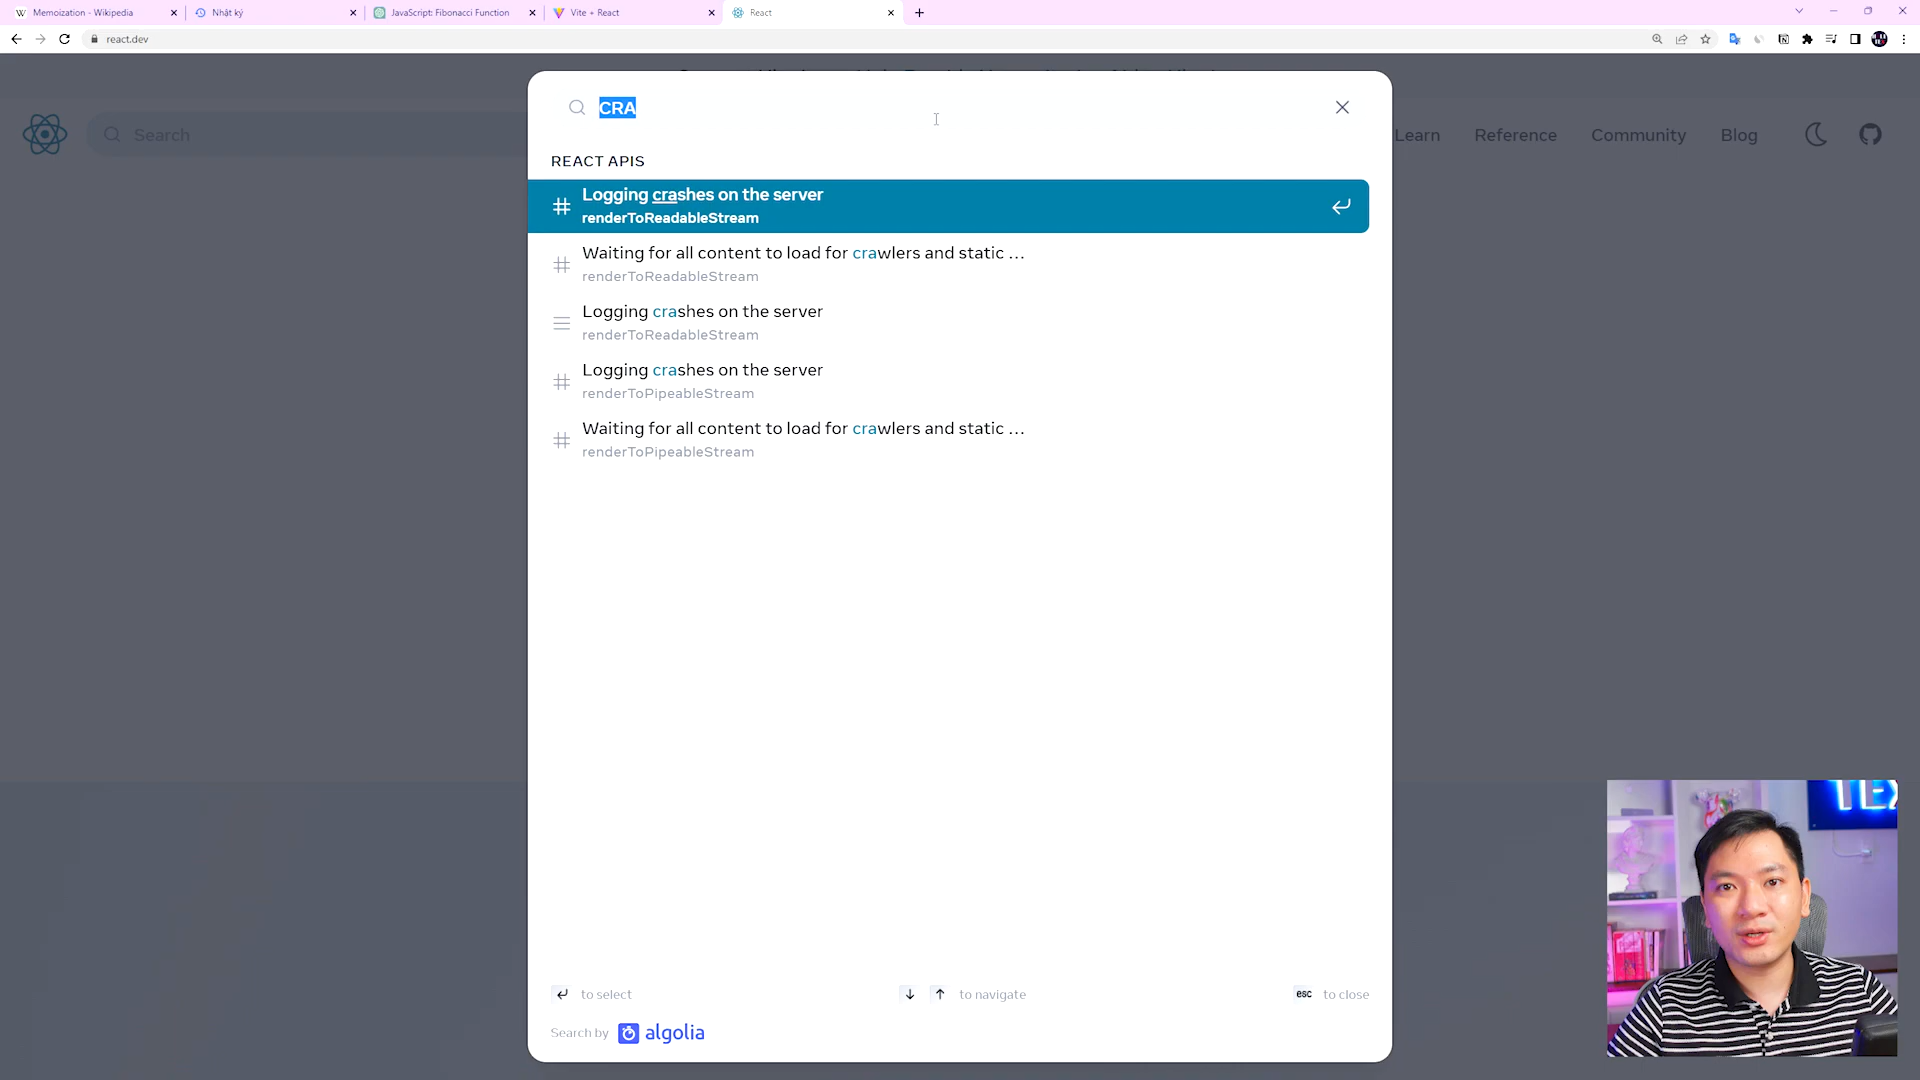 Memoization - Wikipedia
Nhật ký
JavaScript: Fibonacci Function
Vite + React
React
react.dev
CRA
Search
Learn
Reference
Community
Blog
REACT APIS
Logging crashes on the server
renderToReadableStream
Waiting for all content to load for crawlers and static ...
renderToReadableStream
Logging crashes on the server
renderToReadableStream
Logging crashes on the server
renderToPipeableStream
Waiting for all content to load for crawlers and static ...
renderToPipeableStream
to select
to navigate
esc to close
Search by algolia